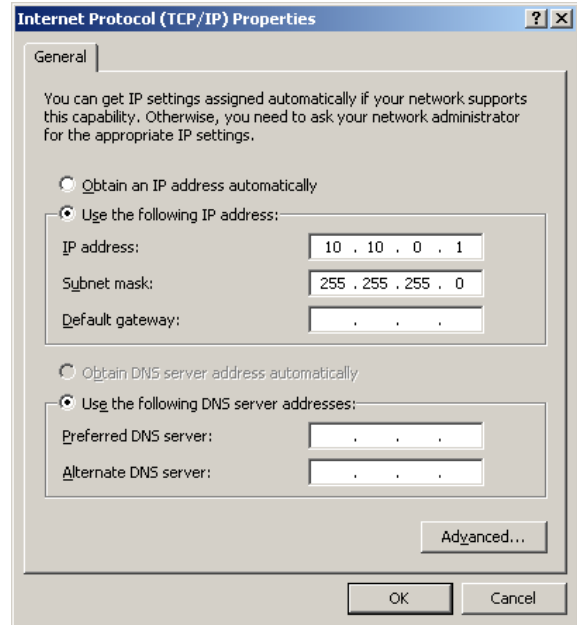 Internet Protocol (TCP/IP) Properties
General
You can get IP settings assigned automatically if your network supports
this capability. Otherwise, you need to ask your network administrator
for the appropriate IP settings.
Obtain an IP address automatically
Use the following IP address:
IP address: 10 . 10 . 0 . 1
Subnet mask: 255 . 255 . 255 . 0
Default gateway: . . .
Obtain DNS server address automatically
Use the following DNS server addresses:
Preferred DNS server: . . .
Alternate DNS server: . . .
Advanced...
OK Cancel